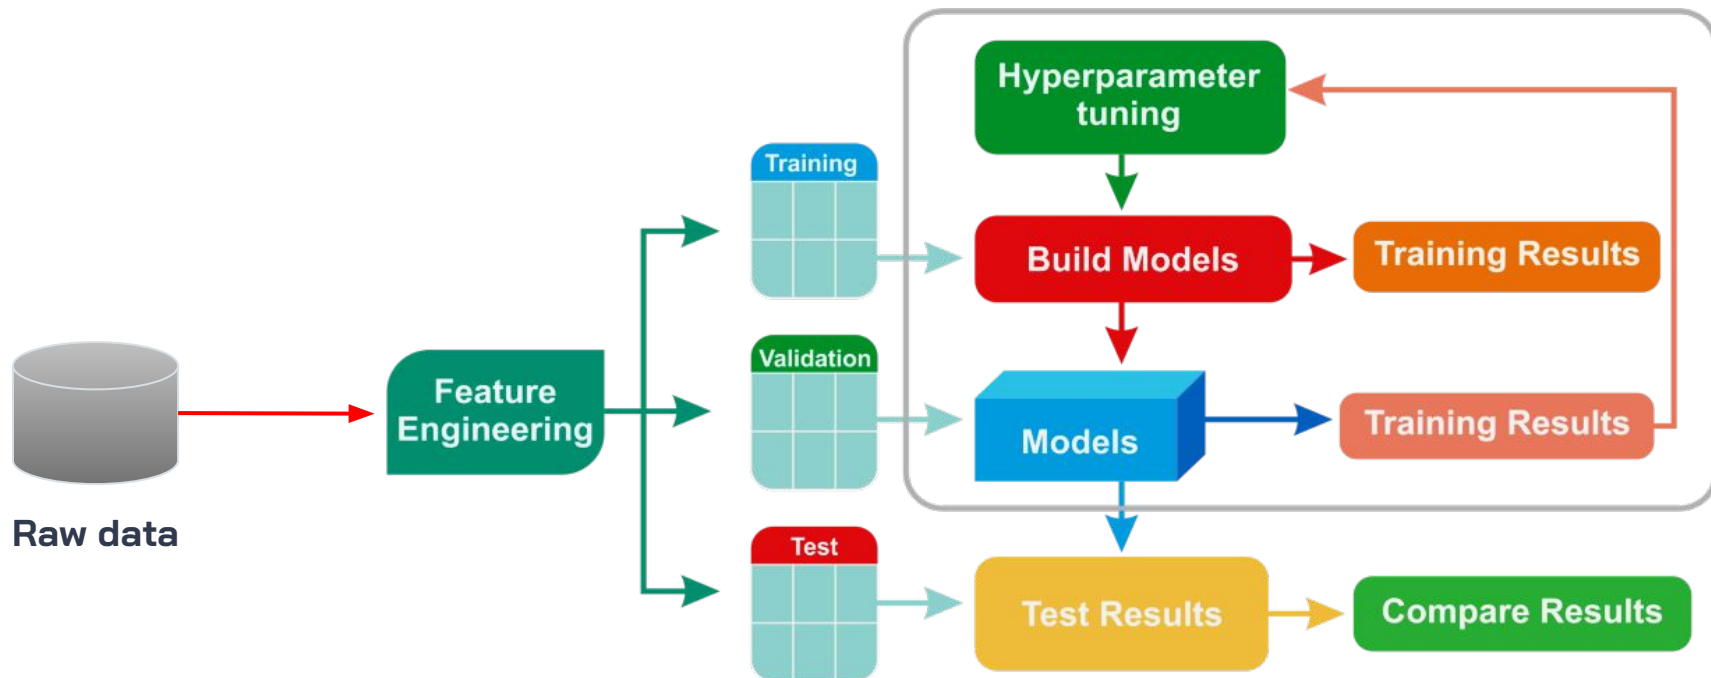 Raw data
Feature
Engineering
Training
Validation
Test
Hyperparameter
tuning
Build Models
Training Results
Models
Training Results
Test Results
Compare Results